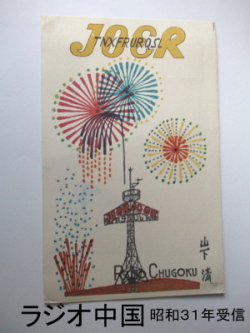 JOER
TNX FR UR QSL
RADIO CHUGOKU
山下清
ラジオ中国 昭和31年受信